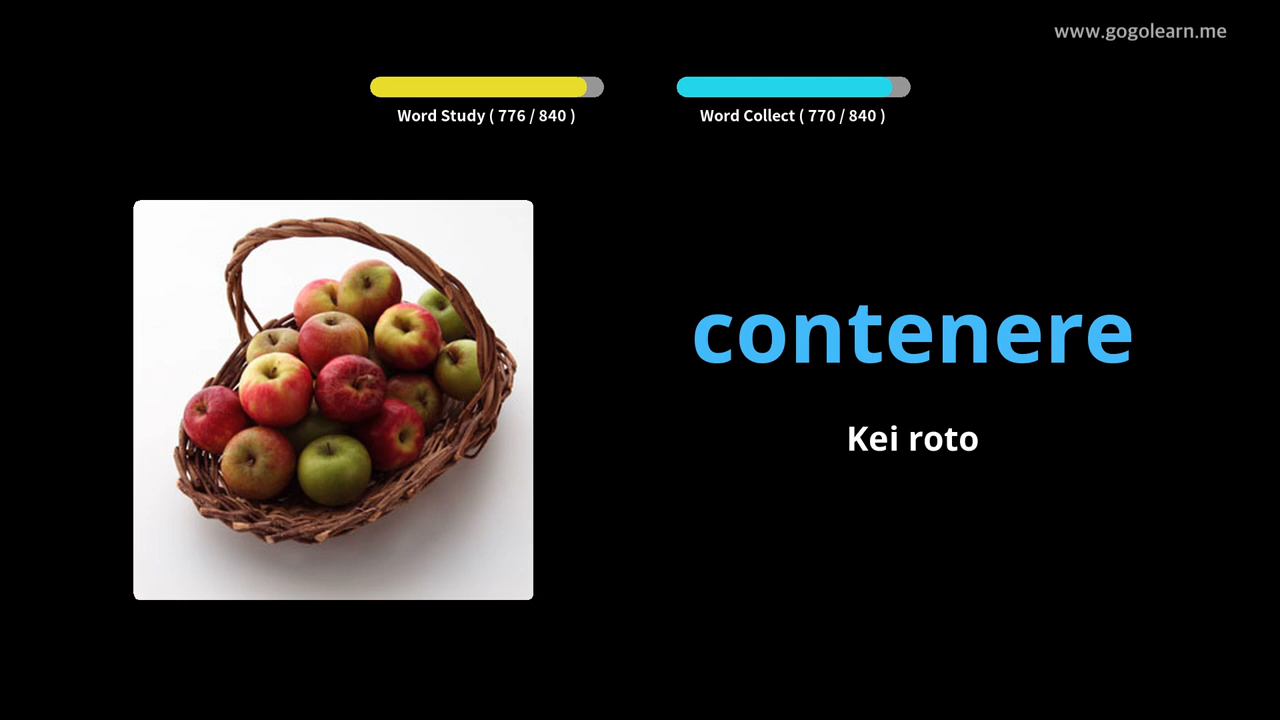 www.gogolearn.me
Word Study ( 776 / 840 )
Word Collect ( 770 / 840 )
contenere
Kei roto